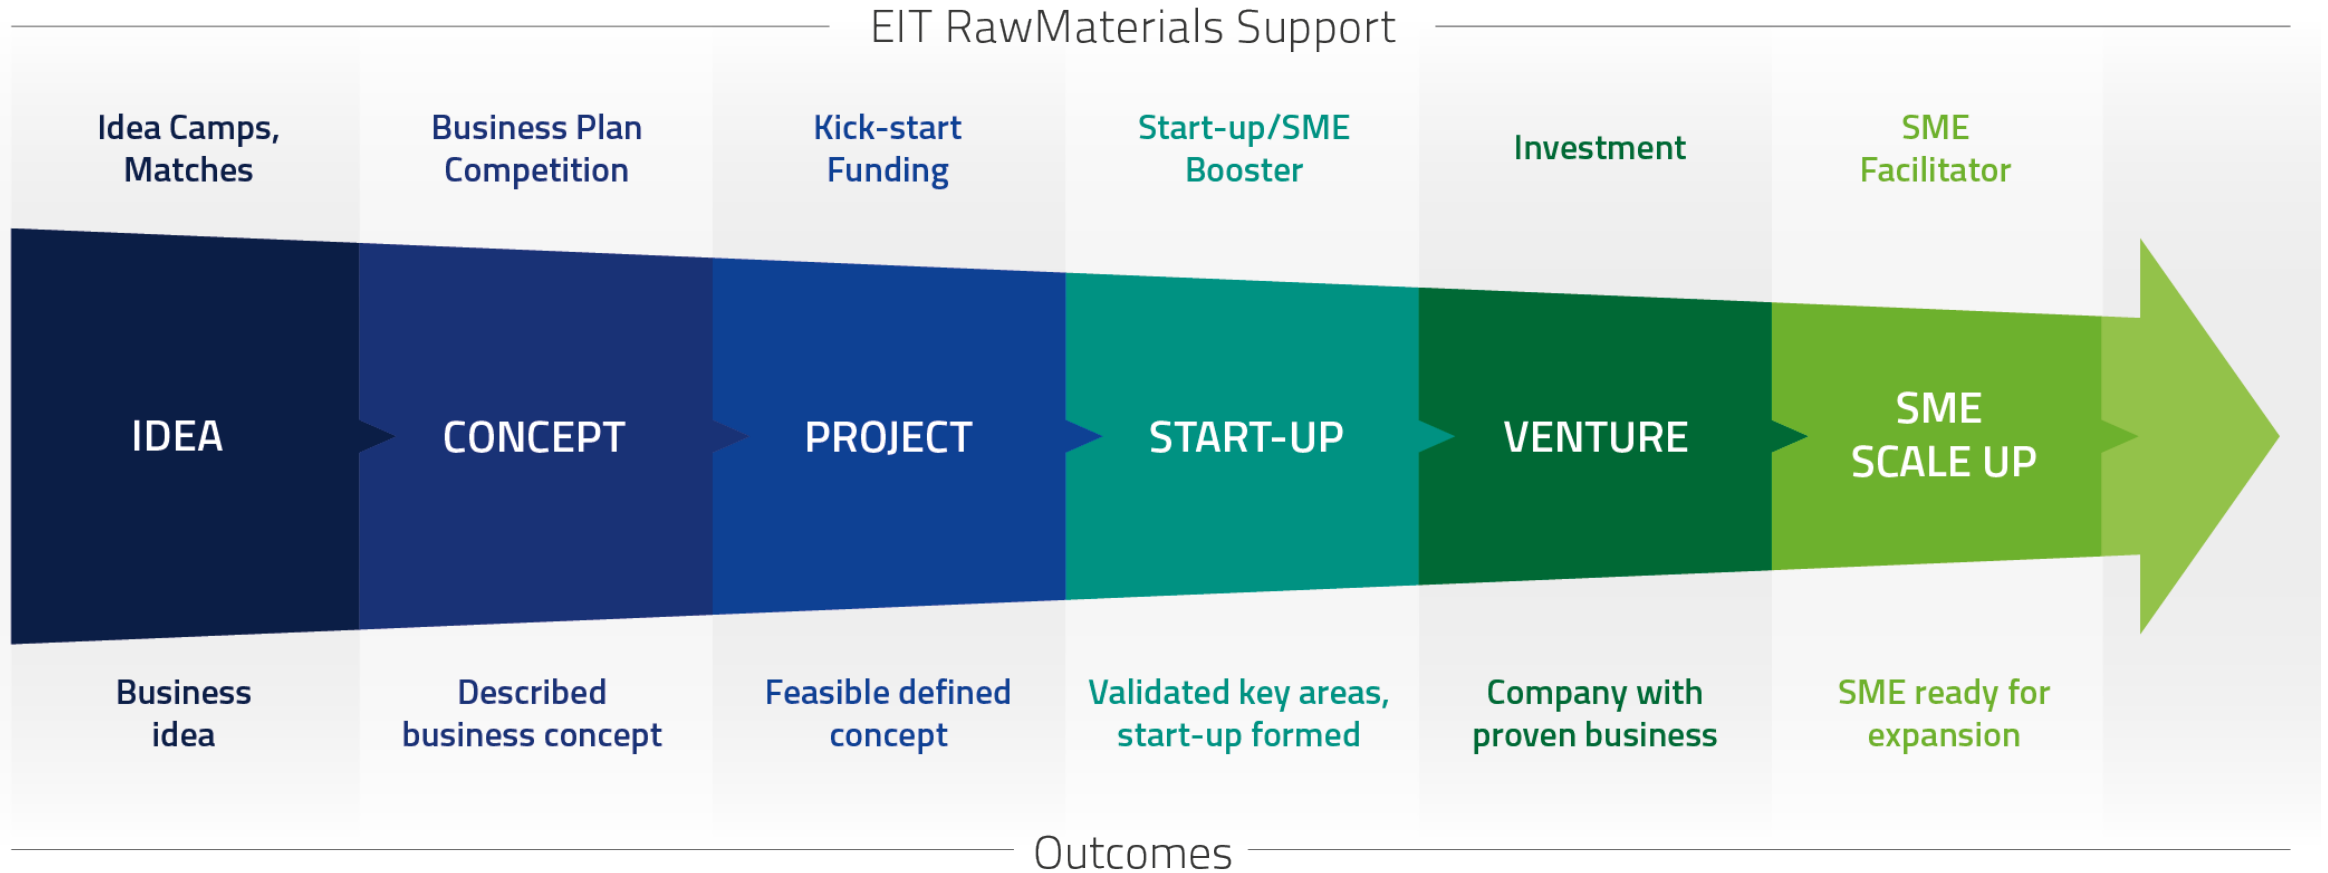 EIT RawMaterials Support
Idea Camps,
Matches
Business Plan
Competition
Kick-start
Funding
Start-up/SME
Booster
Investment
SME
Facilitator
IDEA
CONCEPT
PROJECT
START-UP
VENTURE
SME
SCALE UP
Business
idea
Described
business concept
Feasible defined
concept
Validated key areas,
start-up formed
Company with
proven business
SME ready for
expansion
Outcomes